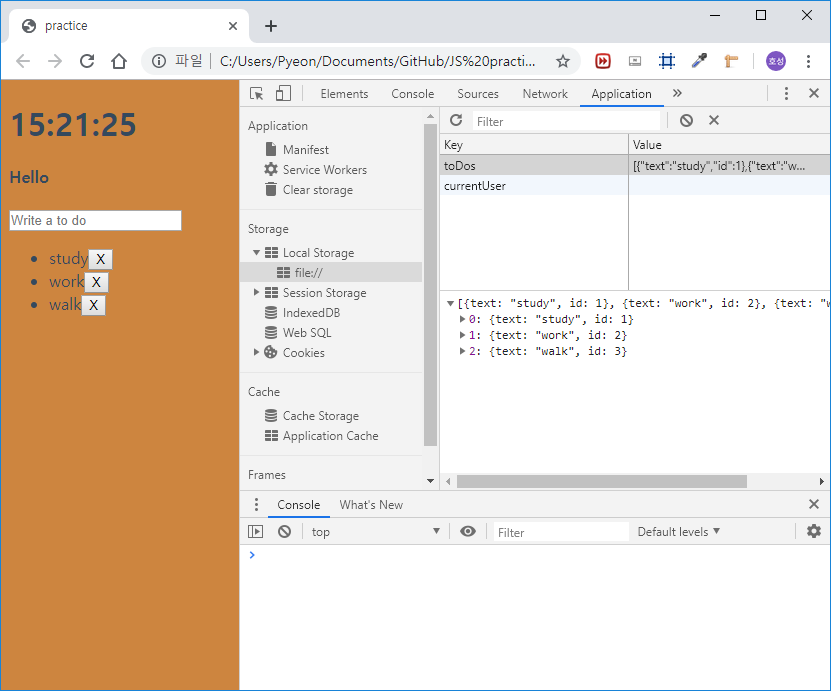 practice
파일
C:/Users/Pyeon/Documents/GitHub/JS%20practi...
호성
15:21:25
Hello
Write a to do
study X
work X
walk X
Elements Console Sources Network Application »
Application
Manifest
Service Workers
Clear storage
Storage
Local Storage
file://
Session Storage
IndexedDB
Web SQL
Cookies
Cache
Cache Storage
Application Cache
Frames
Filter
Key Value
toDos [{"text":"study","id":1},{"text":"w...
currentUser
[{text: "study", id: 1}, {text: "work", id: 2}, {text: "w
0: {text: "study", id: 1}
1: {text: "work", id: 2}
2: {text: "walk", id: 3}
Console What's New
top Filter Default levels